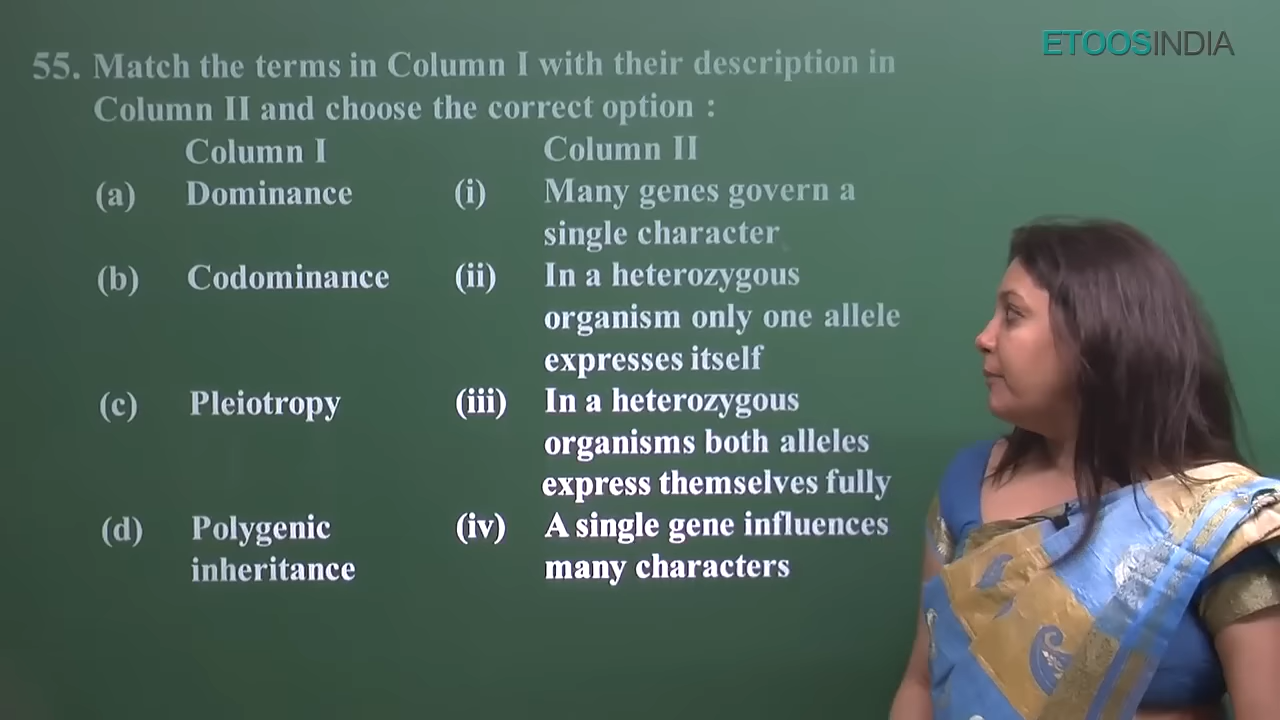 ETOOSINDIA
55. Match the terms in Column I with their description in
Column II and choose the correct option :
Column I Column II
(a) Dominance (i) Many genes govern a
single character
(b) Codominance (ii) In a heterozygous
organism only one allele
expresses itself
(c) Pleiotropy (iii) In a heterozygous
organisms both alleles
express themselves fully
(d) Polygenic (iv) A single gene influences
inheritance many characters